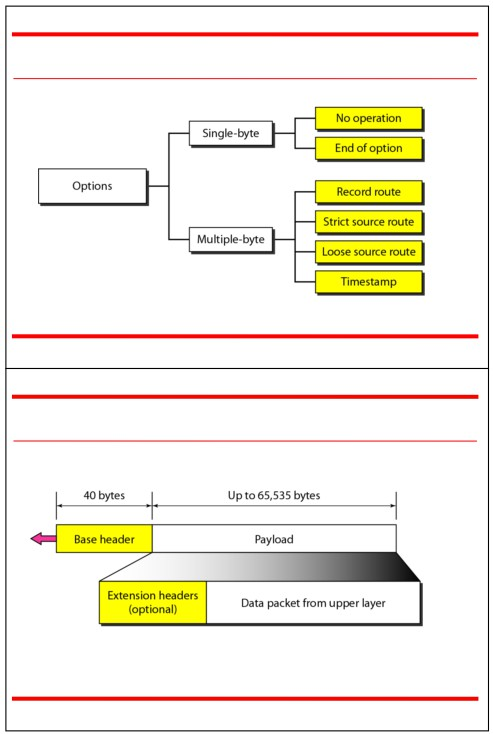 No operation
Single-byte
End of option
Options
Record route
Strict source route
Multiple-byte
Loose source route
Timestamp
40 bytes
Up to 65,535 bytes
Base header
Payload
Extension headers
(optional)
Data packet from upper layer